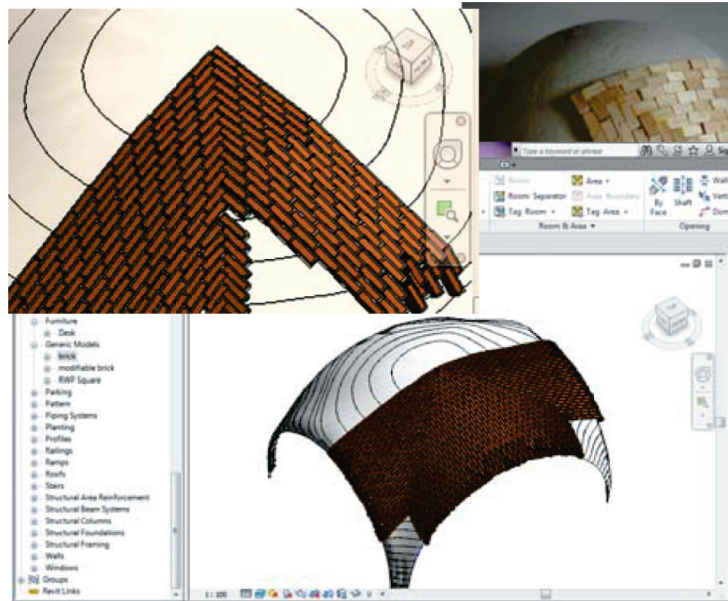 Type a keyword or phrase
Room
Area
Room Separator
Area Boundary
Tag Room
Tag Area
By Face
Shaft
Wall
Room & Area
Opening
Furniture
Desk
Generic Models
brick
modifiable brick
RWP Square
Parking
Pattern
Piping Systems
Planting
Profiles
Railings
Ramps
Roofs
Stairs
Structural Area Reinforcement
Structural Beam Systems
Structural Columns
Structural Foundations
Structural Framing
Walls
Windows
Groups
Revit Links
1 : 100